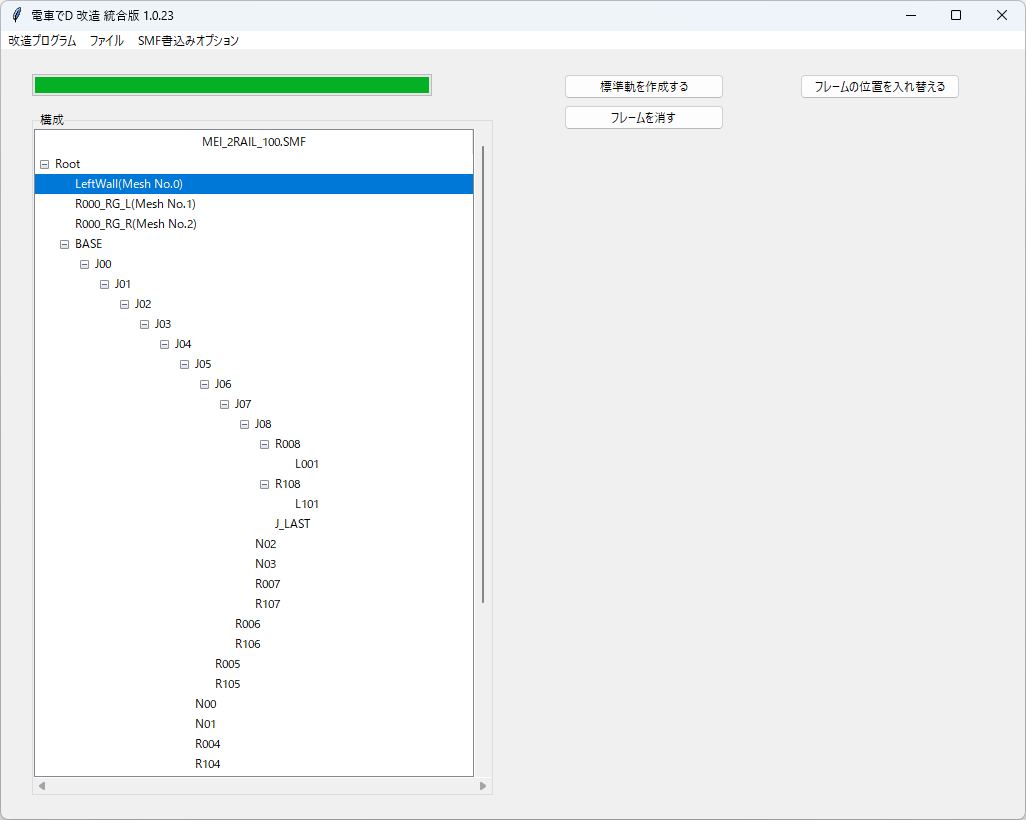 電車でD 改造 統合版 1.0.23
改造プログラム ファイル SMF書込みオプション
標準軌を作成する フレームの位置を入れ替える
フレームを消す
構成
MEI_2RAIL_100.SMF
Root
LeftWall(Mesh No.0)
R000_RG_L(Mesh No.1)
R000_RG_R(Mesh No.2)
BASE
J00
J01
J02
J03
J04
J05
J06
J07
J08
R008
L001
R108
L101
J_LAST
N02
N03
R007
R107
R006
R106
R005
R105
N00
N01
R004
R104